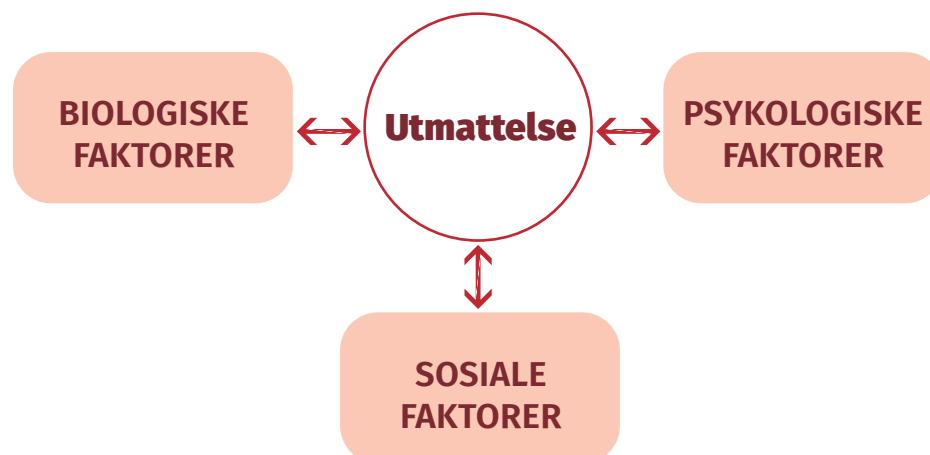 BIOLOGISKE
FAKTORER
Utmattelse
PSYKOLOGISKE
FAKTORER
SOSIALE
FAKTORER